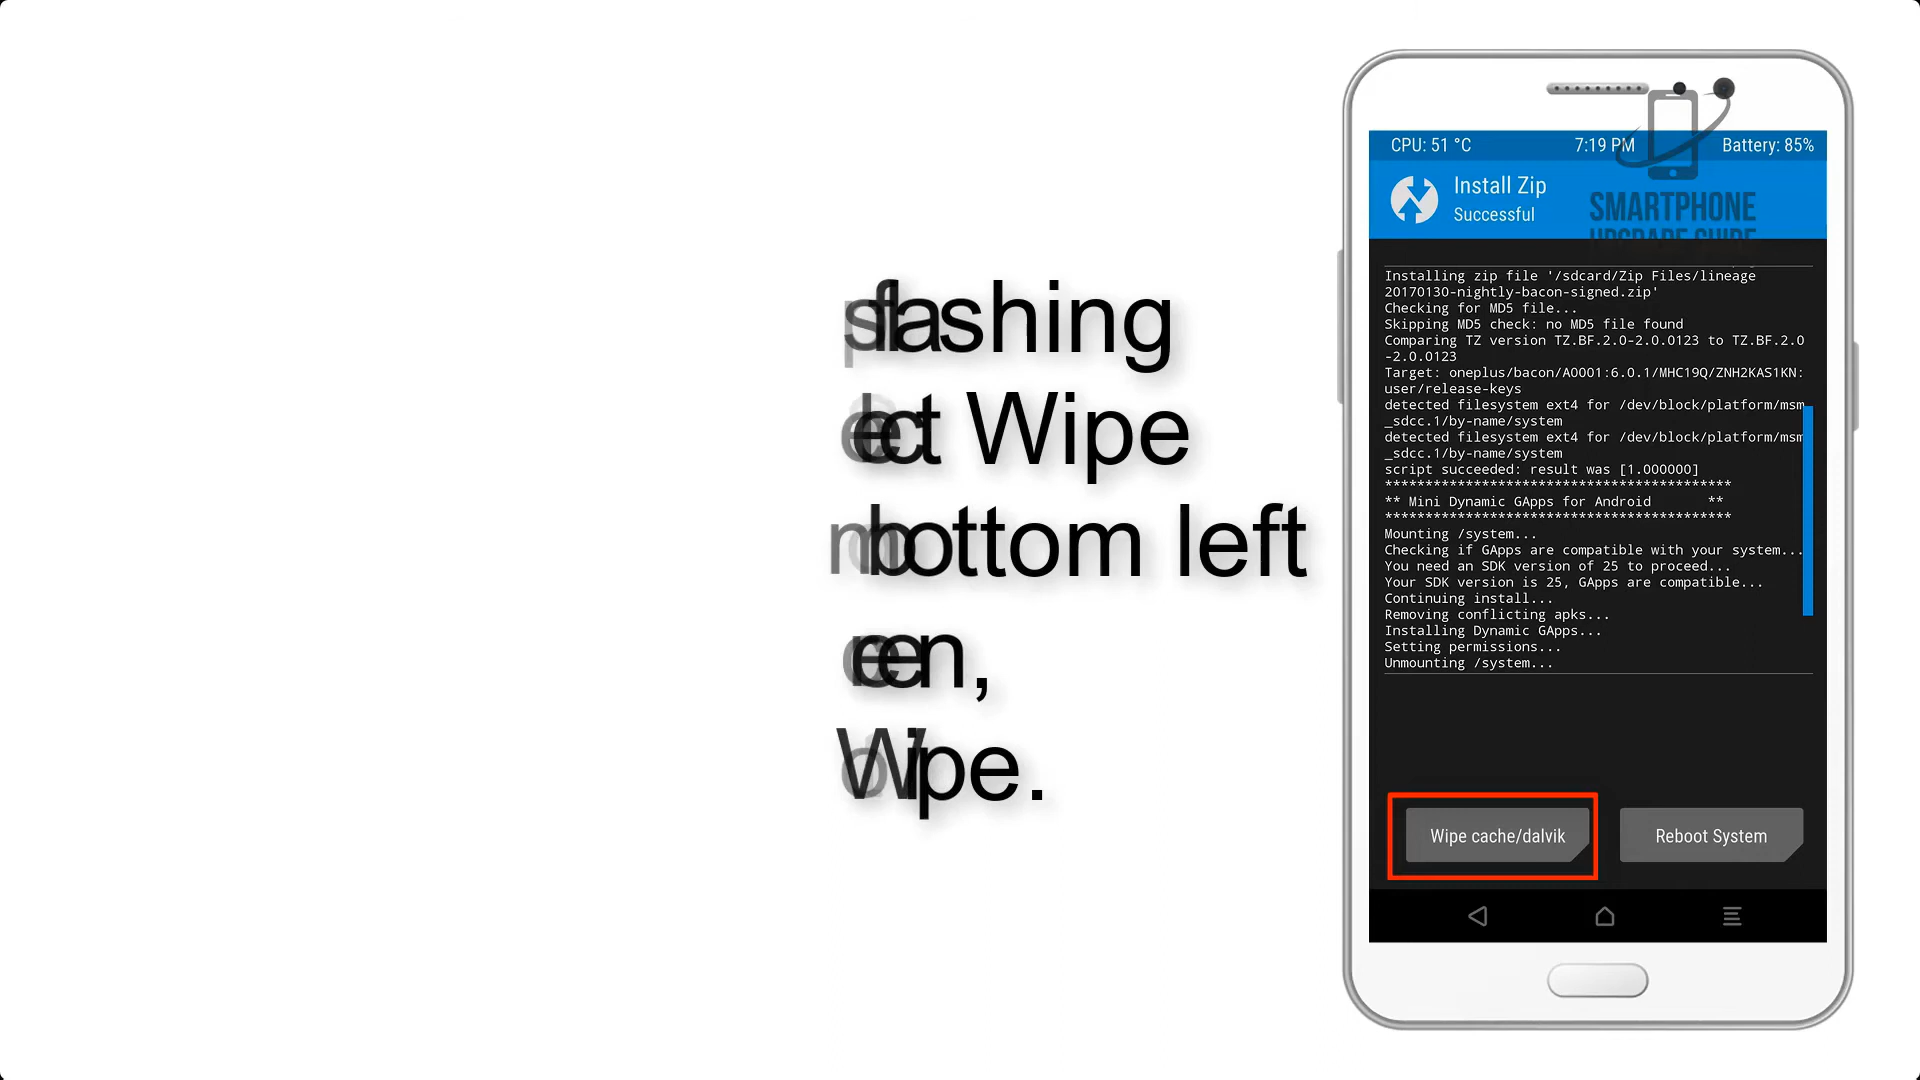 flashing
Wipe
bottom left
Wipe.
CPU: 51 °C 7:19 PM Battery: 85%
Install Zip
Successful
SMARTPHONE
UPGRADE GUIDE
Installing zip file '/sdcard/Zip Files/lineage
20170130-nightly-bacon-signed.zip'
Checking for MD5 file...
Skipping MD5 check: no MD5 file found
Comparing TZ version TZ.BF.2.0-2.0.0123 to TZ.BF.2.0
-2.0.0123
Target: oneplus/bacon/A0001:6.0.1/MHC19Q/ZNH2KAS1KN:
user/release-keys
detected filesystem ext4 for /dev/block/platform/msm
_sdcc.1/by-name/system
detected filesystem ext4 for /dev/block/platform/msm
_sdcc.1/by-name/system
script succeeded: result was [1.000000]
******************************************
** Mini Dynamic GApps for Android **
******************************************
Mounting /system...
Checking if GApps are compatible with your system...
You need an SDK version of 25 to proceed...
Your SDK version is 25, GApps are compatible...
Continuing install...
Removing conflicting apks...
Installing Dynamic GApps...
Setting permissions...
Unmounting /system...
Wipe cache/dalvik Reboot System